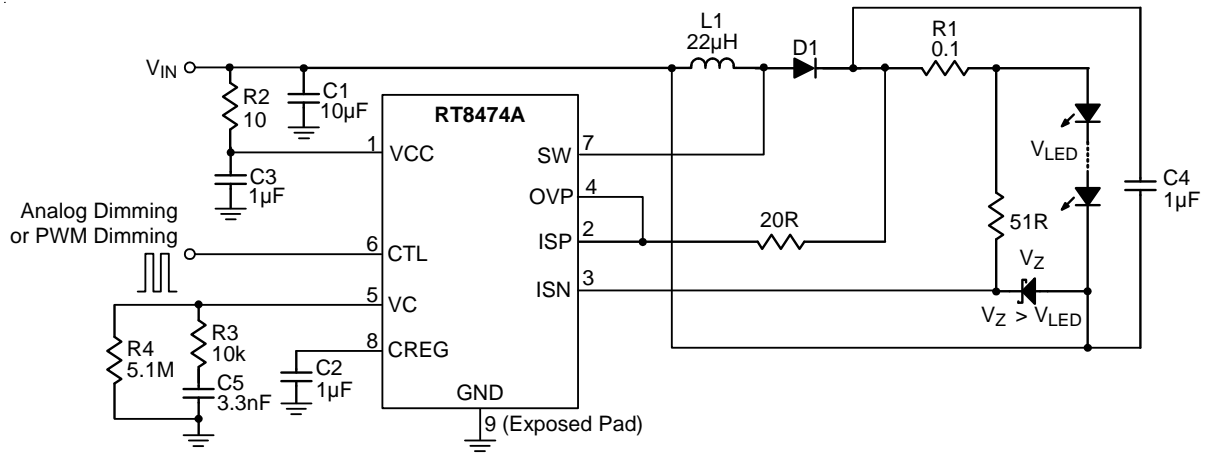 L1
22µH
D1
R1
0.1
VIN
R2
10
C1
10µF
RT8474A
1
VCC
SW
7
C3
1µF
OVP
4
VLED
C4
1µF
Analog Dimming
or PWM Dimming
6
CTL
ISP
2
20R
51R
5
VC
ISN
3
VZ
VZ > VLED
R4
5.1M
R3
10k
8
CREG
C2
1µF
C5
3.3nF
GND
9 (Exposed Pad)